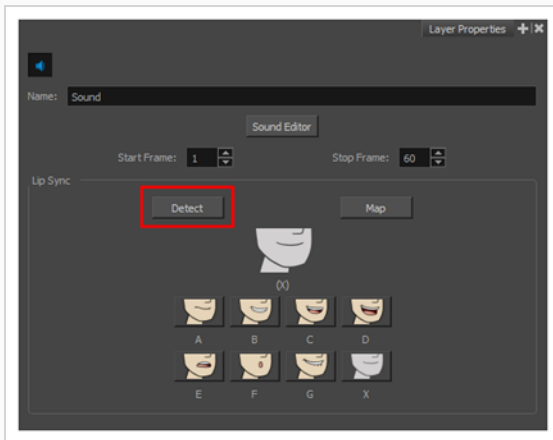 Layer Properties
Name: Sound
Sound Editor
Start Frame: 1 Stop Frame: 60
Lip Sync
Detect Map
(X)
A B C D
E F G X